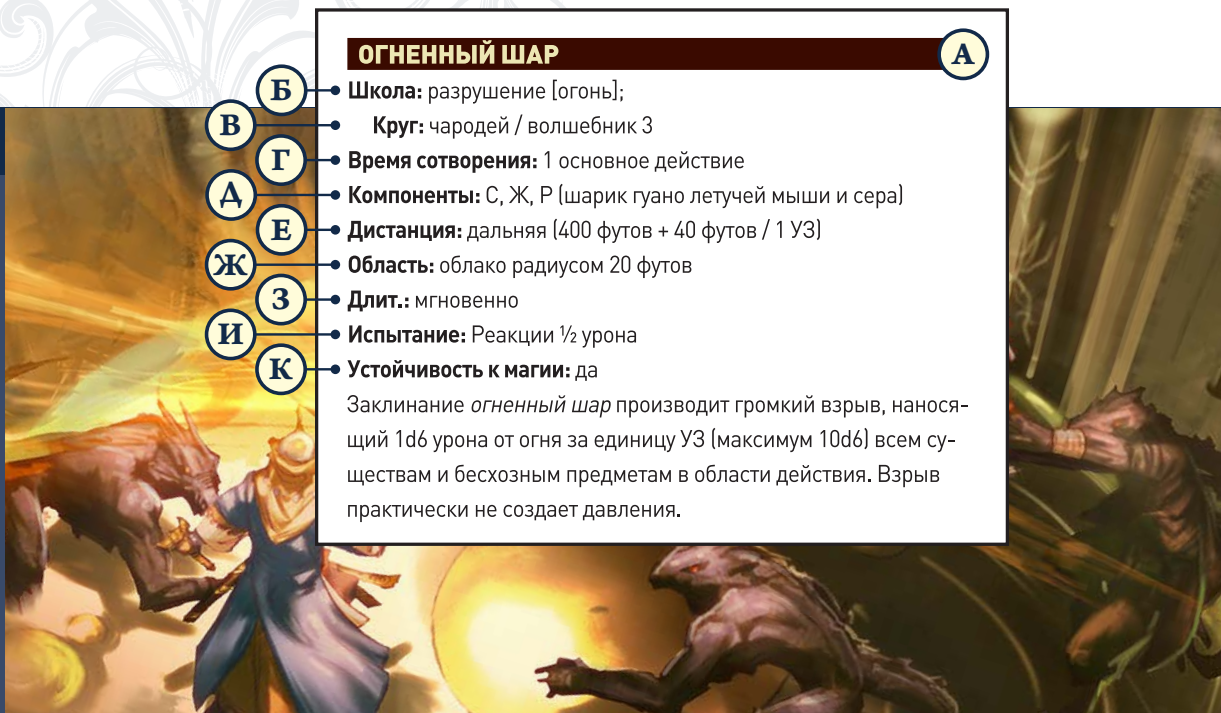 ОГНЕННЫЙ ШАР
А
Б
Школа: разрушение [огонь];
В
Круг: чародей / волшебник 3
Г
Время сотворения: 1 основное действие
Д
Компоненты: С, Ж, Р (шарик гуано летучей мыши и сера)
Е
Дистанция: дальняя (400 футов + 40 футов / 1 УЗ)
Ж
Область: облако радиусом 20 футов
З
Длит.: мгновенно
И
Испытание: Реакции ½ урона
К
Устойчивость к магии: да
Заклинание огненный шар производит громкий взрыв, нанося-
щий 1d6 урона от огня за единицу УЗ (максимум 10d6) всем су-
ществам и бесхозным предметам в области действия. Взрыв
практически не создает давления.